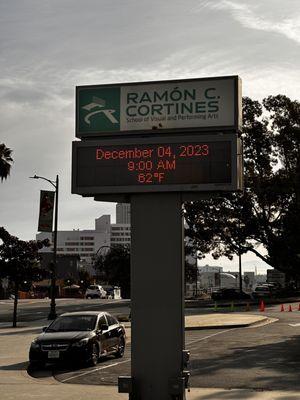 RAMÓN C.
CORTINES
School of Visual and Performing Arts
December 04, 2023
9:00 AM
62°F